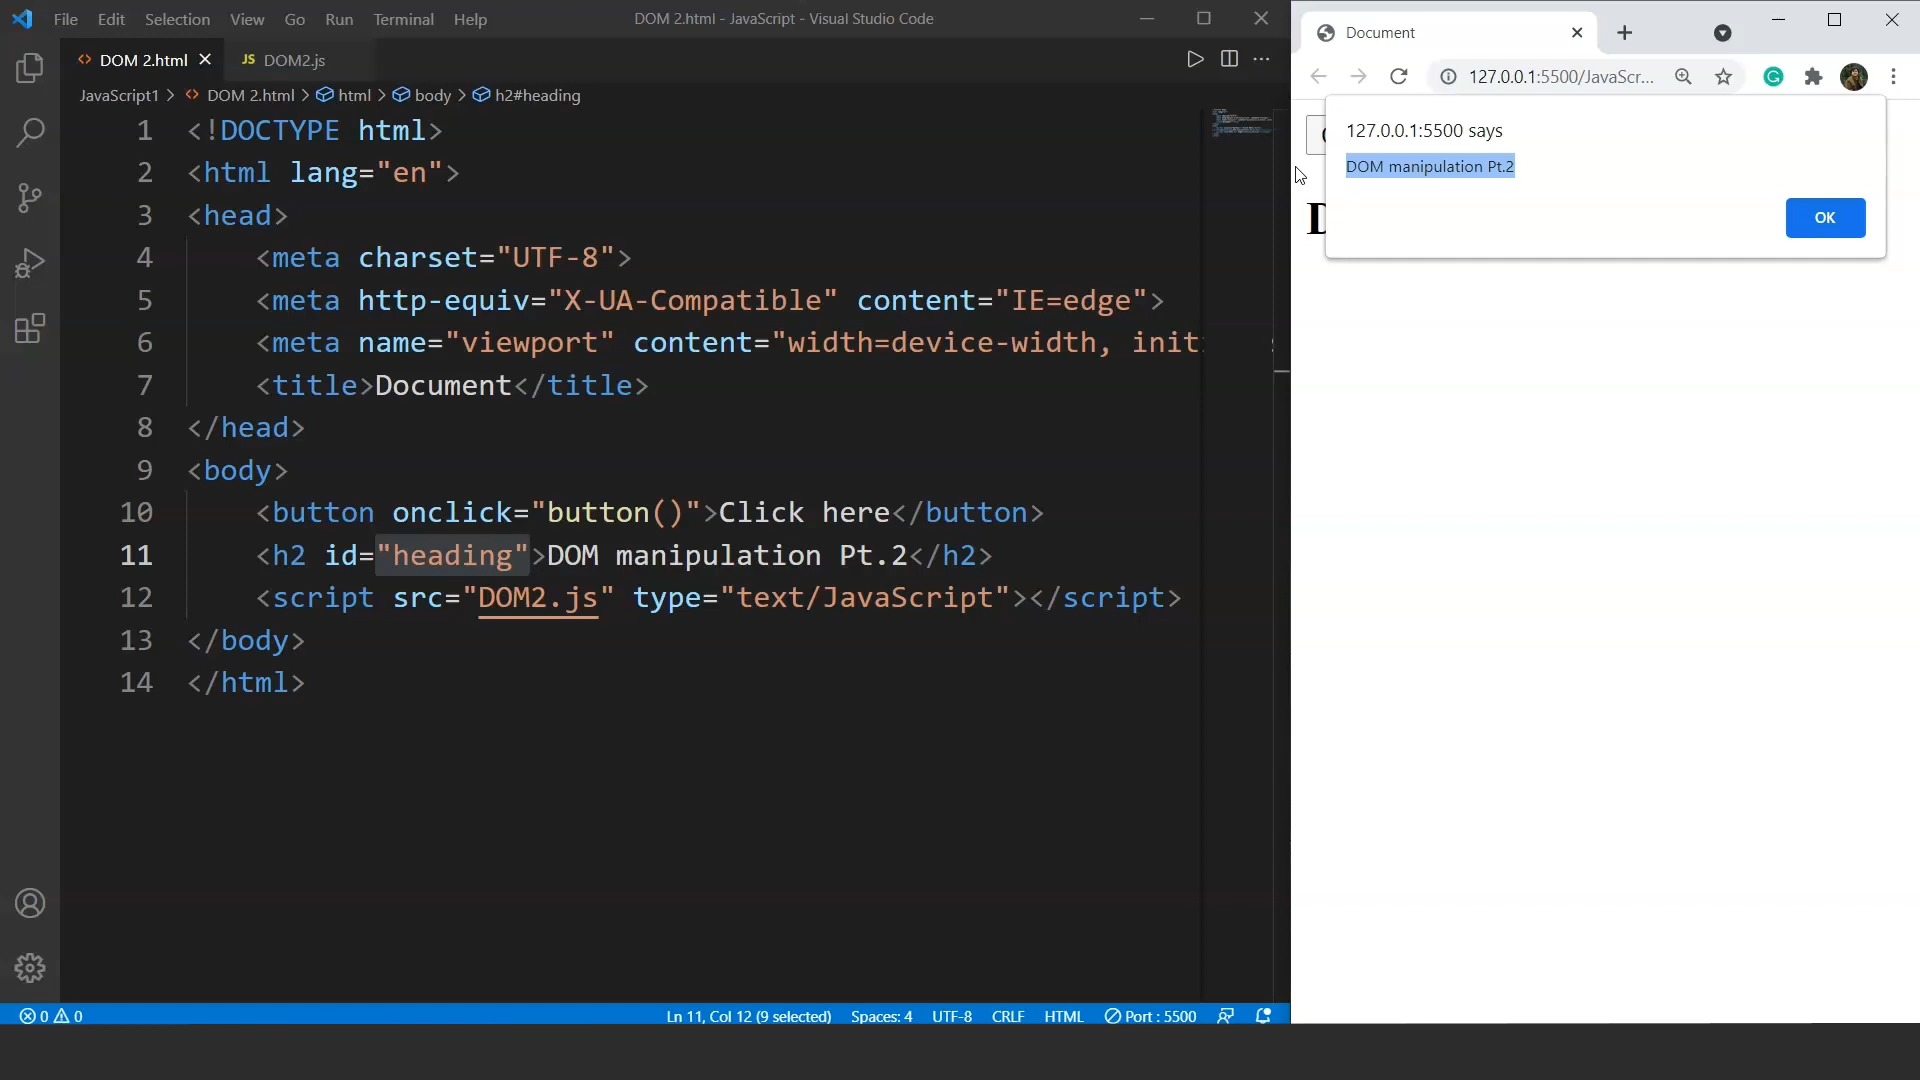 File Edit Selection View Go Run Terminal Help
DOM 2.html - JavaScript - Visual Studio Code
DOM 2.html
JS DOM2.js
JavaScript1 > DOM 2.html > html > body > h2#heading
1 <!DOCTYPE html>
2 <html lang="en">
3 <head>
4 <meta charset="UTF-8">
5 <meta http-equiv="X-UA-Compatible" content="IE=edge">
6 <meta name="viewport" content="width=device-width, init
7 <title>Document</title>
8 </head>
9 <body>
10 <button onclick="button()">Click here</button>
11 <h2 id="heading">DOM manipulation Pt.2</h2>
12 <script src="DOM2.js" type="text/JavaScript"></script>
13 </body>
14 </html>
0 0
Ln 11, Col 12 (9 selected) Spaces: 4 UTF-8 CRLF HTML Port : 5500
Document
127.0.0.1:5500/JavaScr...
127.0.0.1:5500 says
DOM manipulation Pt.2
OK
D